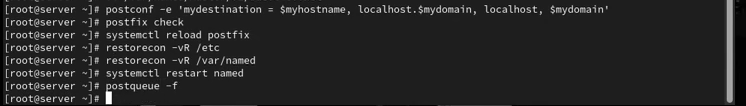 [root@server ~]# postconf -e 'mydestination = $myhostname, localhost.$mydomain, localhost, $mydomain'
[root@server ~]# postfix check
[root@server ~]# systemctl reload postfix
[root@server ~]# restorecon -vR /etc
[root@server ~]# restorecon -vR /var/named
[root@server ~]# systemctl restart named
[root@server ~]# postqueue -f
[root@server ~]#